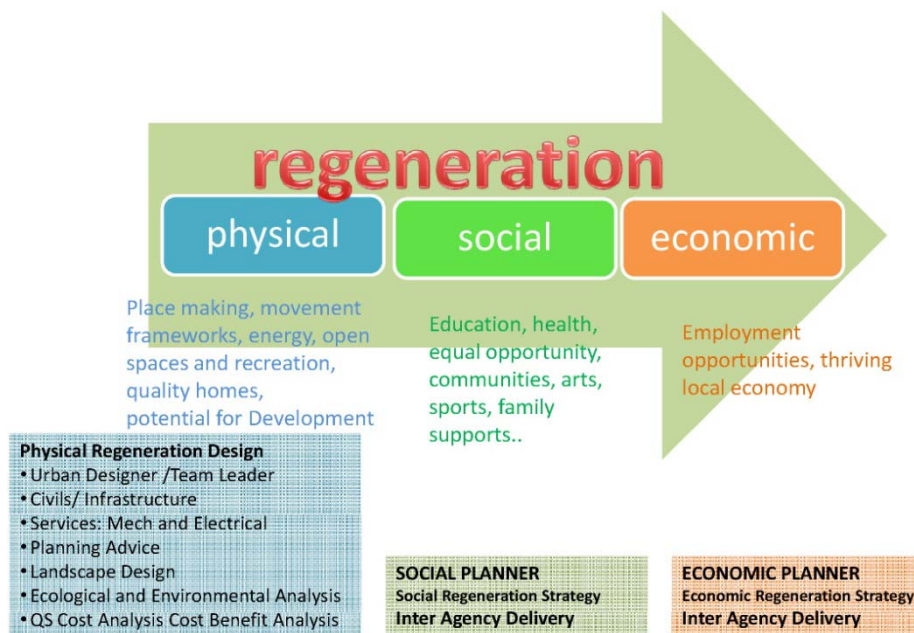 regeneration
physical
social
economic
Place making, movement
frameworks, energy, open
spaces and recreation,
quality homes,
potential for Development
Education, health,
equal opportunity,
communities, arts,
sports, family
supports..
Employment
opportunities, thriving
local economy
Physical Regeneration Design
• Urban Designer /Team Leader
• Civils/ Infrastructure
• Services: Mech and Electrical
• Planning Advice
• Landscape Design
• Ecological and Environmental Analysis
• QS Cost Analysis Cost Benefit Analysis
SOCIAL PLANNER
Social Regeneration Strategy
Inter Agency Delivery
ECONOMIC PLANNER
Economic Regeneration Strategy
Inter Agency Delivery